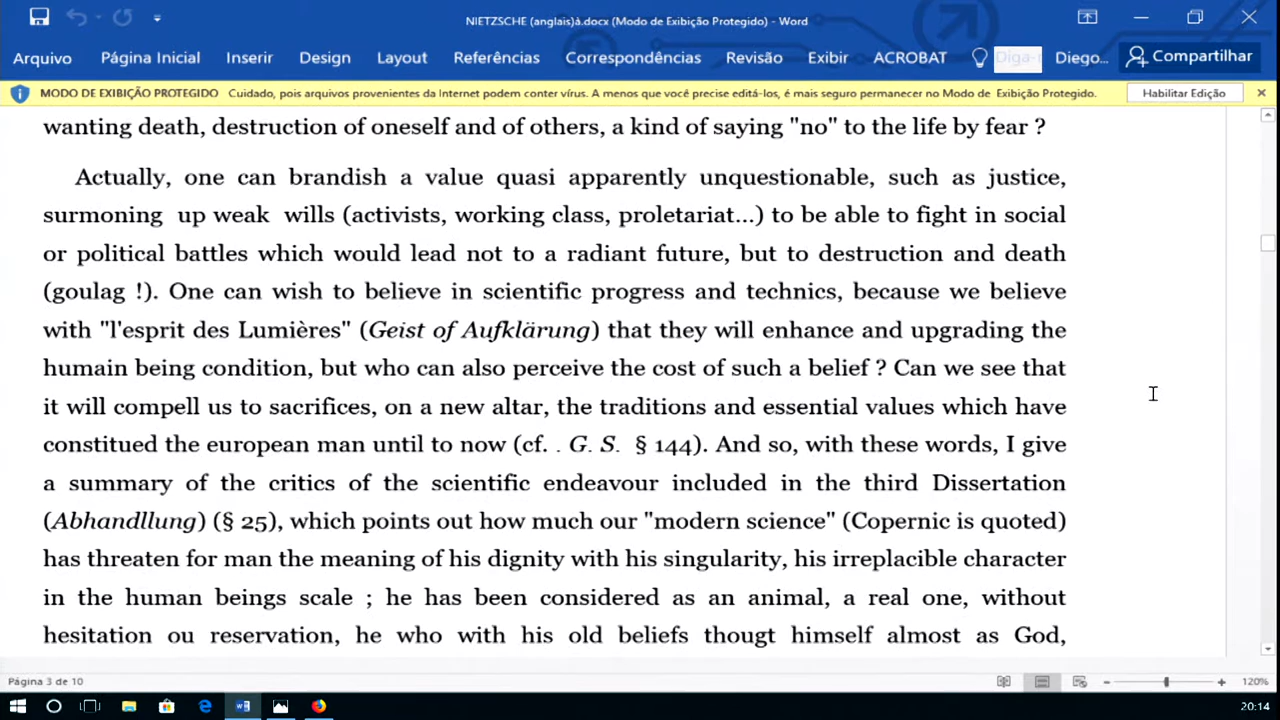 NIETZSCHE (anglais)à.docx (Modo de Exibição Protegido) - Word
Arquivo Página Inicial Inserir Design Layout Referências Correspondências Revisão Exibir ACROBAT Diga- Diego... Compartilhar
MODO DE EXIBIÇÃO PROTEGIDO Cuidado, pois arquivos provenientes da Internet podem conter vírus. A menos que você precise editá-los, é mais seguro permanecer no Modo de Exibição Protegido. Habilitar Edição
wanting death, destruction of oneself and of others, a kind of saying "no" to the life by fear ?
Actually, one can brandish a value quasi apparently unquestionable, such as justice,
surmoning up weak wills (activists, working class, proletariat...) to be able to fight in social
or political battles which would lead not to a radiant future, but to destruction and death
(goulag !). One can wish to believe in scientific progress and technics, because we believe
with "l'esprit des Lumières" (Geist of Aufklärung) that they will enhance and upgrading the
humain being condition, but who can also perceive the cost of such a belief ? Can we see that
it will compell us to sacrifices, on a new altar, the traditions and essential values which have
constitued the european man until to now (cf. . G. S. § 144). And so, with these words, I give
a summary of the critics of the scientific endeavour included in the third Dissertation
(Abhandllung) (§ 25), which points out how much our "modern science" (Copernic is quoted)
has threaten for man the meaning of his dignity with his singularity, his irreplacible character
in the human beings scale ; he has been considered as an animal, a real one, without
hesitation ou reservation, he who with his old beliefs thougt himself almost as God,
Página 3 de 10 120%
20:14